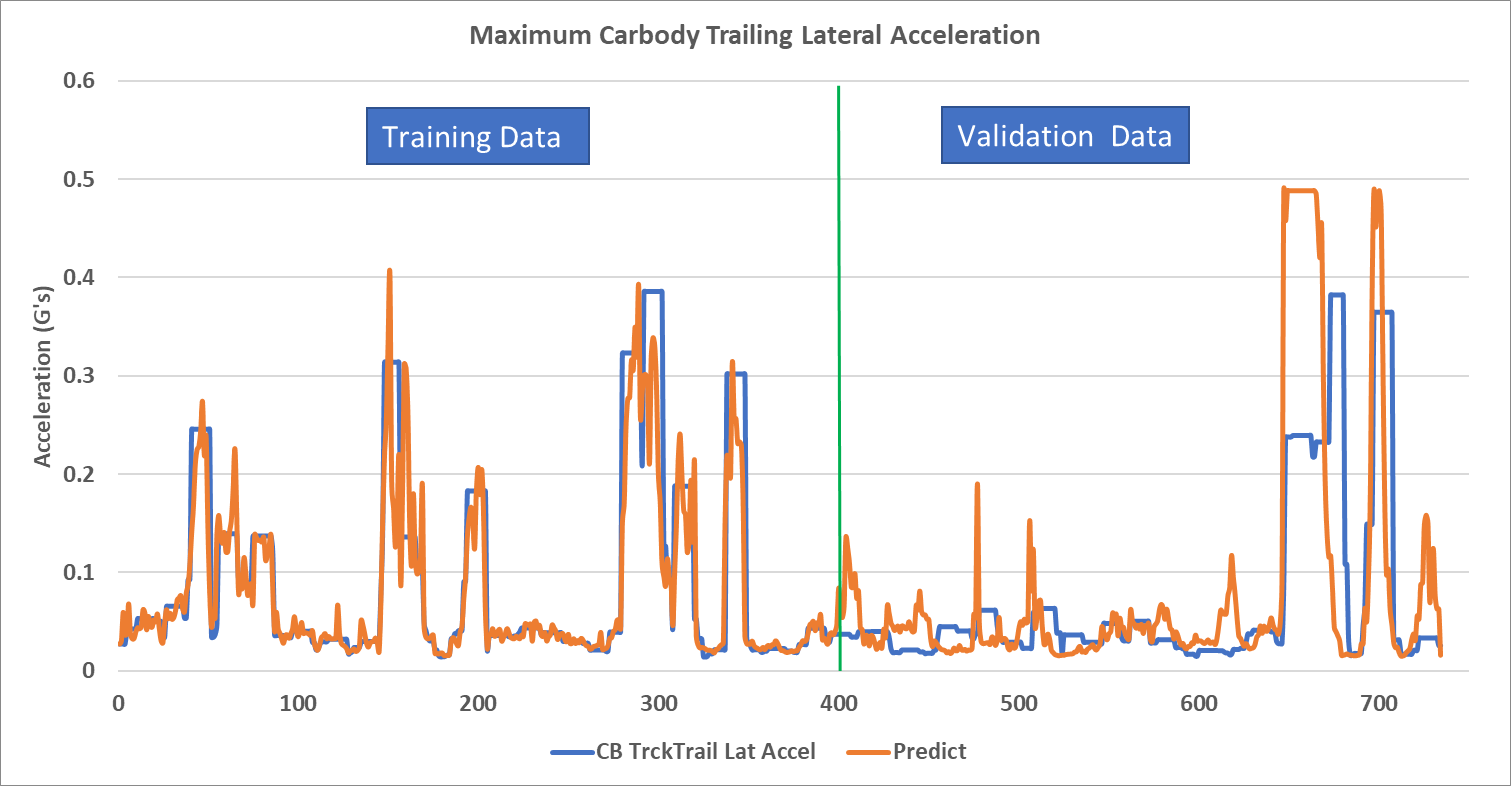 Maximum Carbody Trailing Lateral Acceleration
0.6
0.5
0.4
0.3
0.2
0.1
0
Acceleration (G's)
Training Data
Validation  Data
0 100 200 300 400 500 600 700
CB TrckTrail Lat Accel Predict